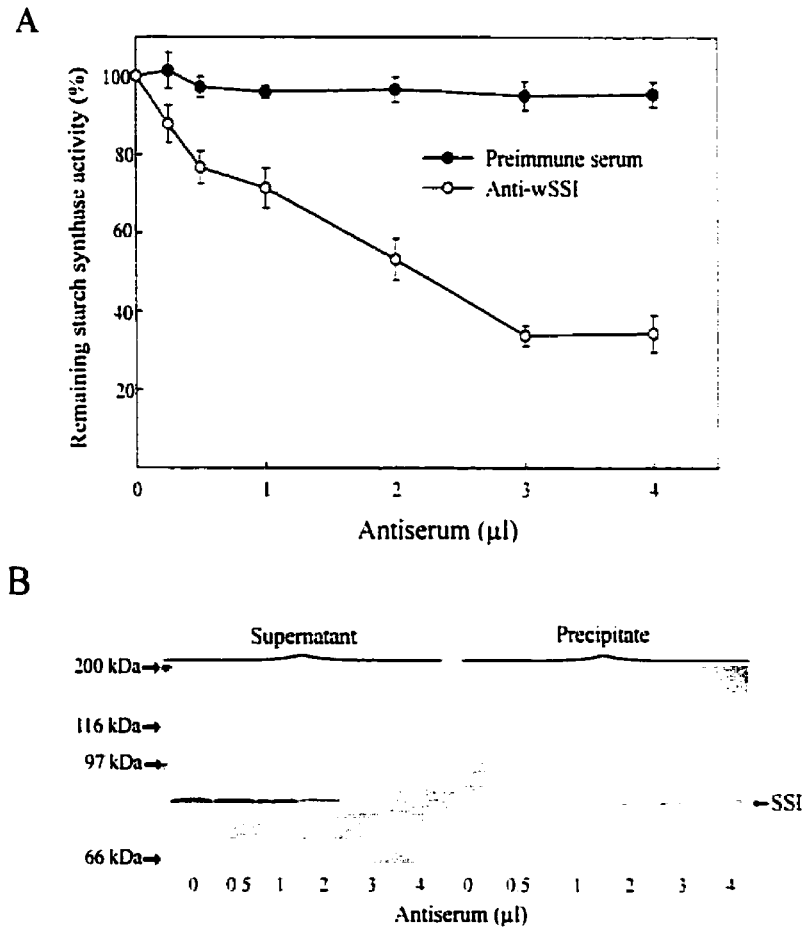 A
Remaining starch synthase activity (%)
100
80
60
40
20
Preimmune serum
Anti-wSSI
0 1 2 3 4
Antiserum (µl)
B
Supernatant Precipitate
200 kDa
116 kDa
97 kDa
SSI
66 kDa
0 0.5 1 2 3 4 0 0.5 1 2 3 4
Antiserum (µl)